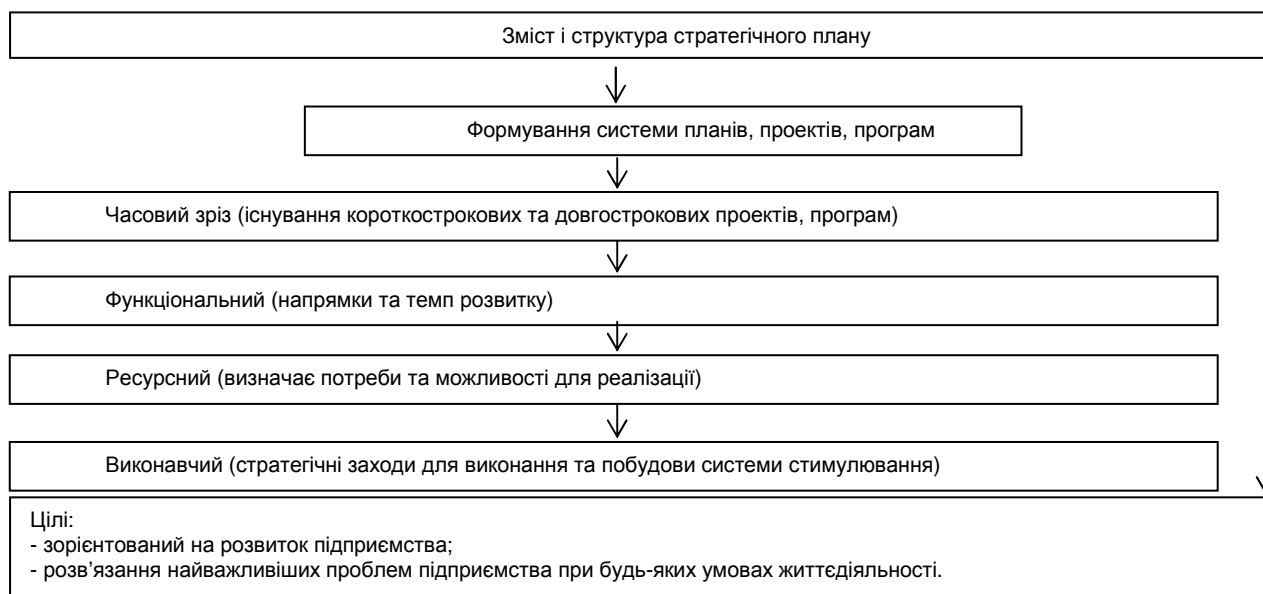 Зміст і структура стратегічного плану
Формування системи планів, проектів, програм
Часовий зріз (існування короткострокових та довгострокових проектів, програм)
Функціональний (напрямки та темп розвитку)
Ресурсний (визначає потреби та можливості для реалізації)
Виконавчий (стратегічні заходи для виконання та побудови системи стимулювання)
Цілі:
- зорієнтований на розвиток підприємства;
- розв'язання найважливіших проблем підприємства при будь-яких умовах життєдіяльності.